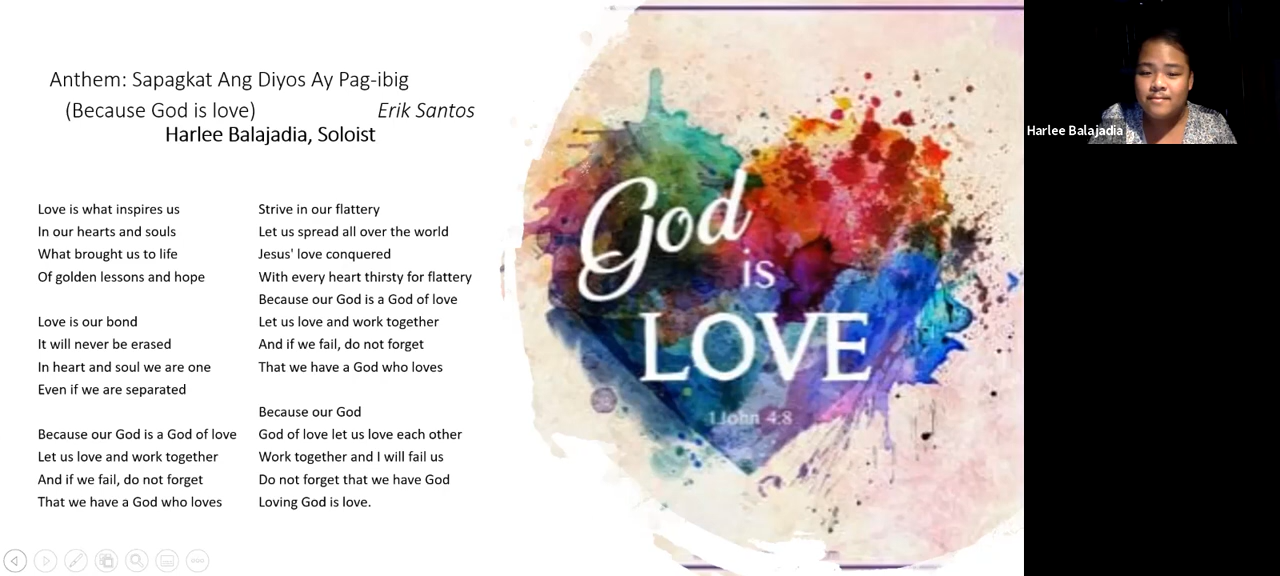 Anthem: Sapagkat Ang Diyos Ay Pag-ibig
(Because God is love) Erik Santos
Harlee Balajadia, Soloist
Love is what inspires us
In our hearts and souls
What brought us to life
Of golden lessons and hope
Love is our bond
It will never be erased
In heart and soul we are one
Even if we are separated
Because our God is a God of love
Let us love and work together
And if we fail, do not forget
That we have a God who loves
Strive in our flattery
Let us spread all over the world
Jesus' love conquered
With every heart thirsty for flattery
Because our God is a God of love
Let us love and work together
And if we fail, do not forget
That we have a God who loves
Because our God
God of love let us love each other
Work together and I will fail us
Do not forget that we have God
Loving God is love.
God
is
LOVE
1 John 4:8
Harlee Balajadia